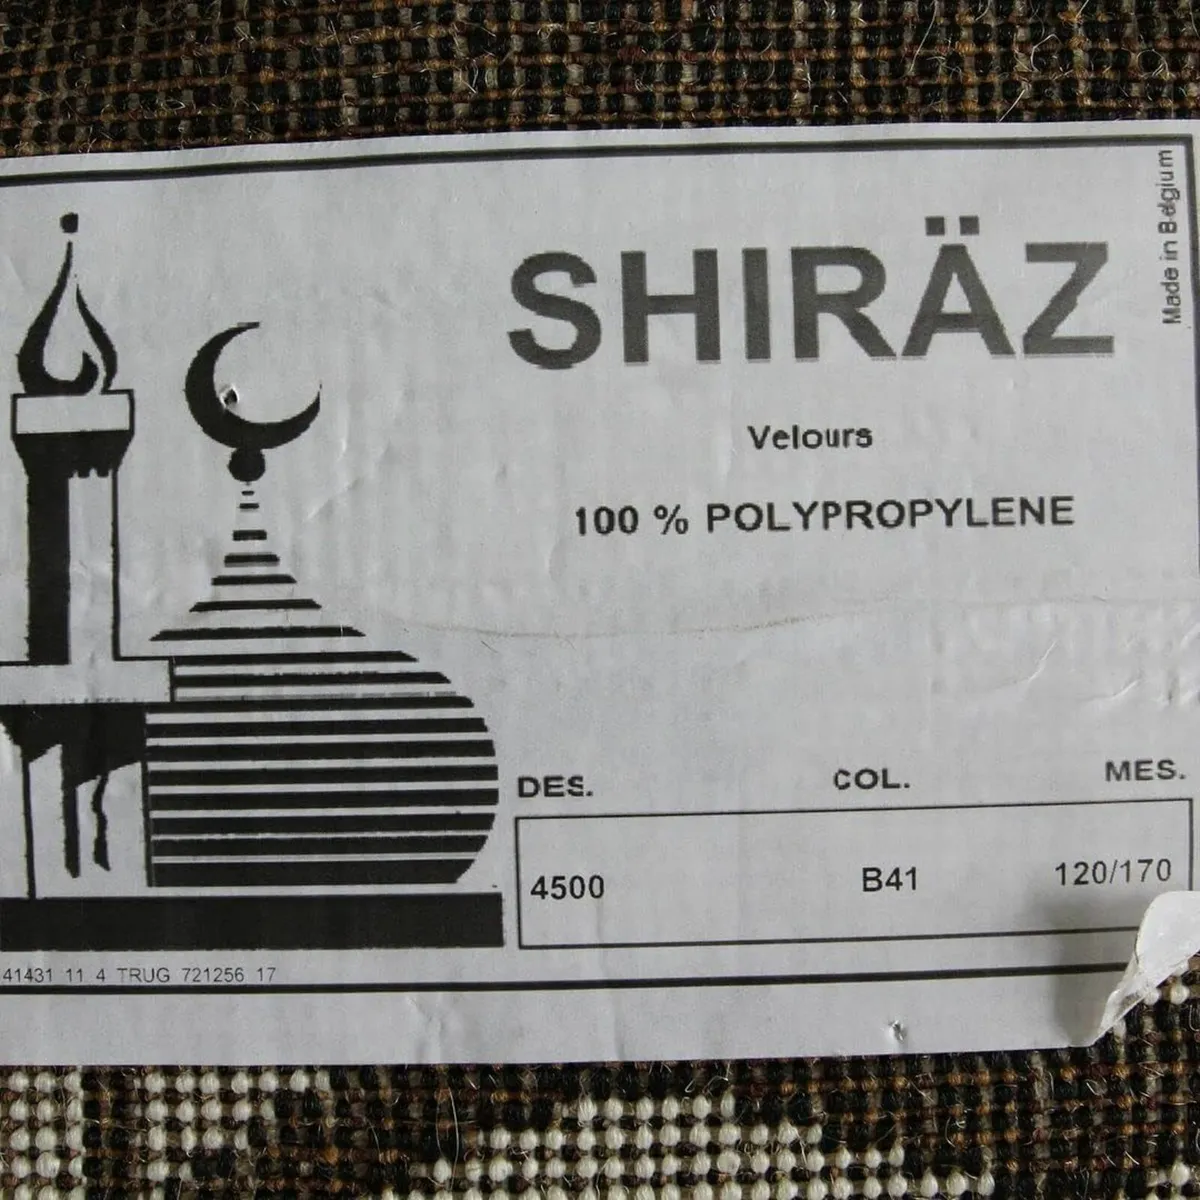 SHIRÄZ
Made in Belgium
Velours
100 % POLYPROPYLENE
DES. COL. MES.
4500 B41 120/170
41431 11 4 TRUG 721256 17